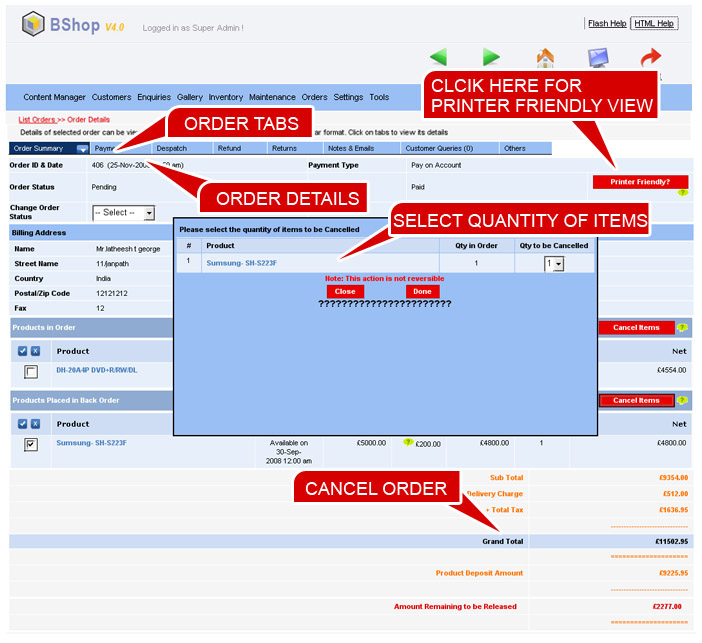 BShop V4.0
Logged in as Super Admin !
Flash Help
HTML Help
CLCIK HERE FOR
PRINTER FRIENDLY VIEW
Content Manager Customers Enquiries Gallery Inventory Maintenance Orders Settings Tools
List Orders >> Order Details
ORDER TABS
Details of selected order can be
ar format. Click on tabs to view its details
Order Summary Despatch Refund Returns Notes & Emails Customer Queries (0) Others
Order ID & Date 406 (25-Nov-200 am) Payment Type Pay on Account
Printer Friendly?
?
ORDER DETAILS
Order Status Pending Paid
Change Order
Status
-- Select --
SELECT QUANTITY OF ITEMS
Please select the quantity of items to be Cancelled
# Product Qty in Order Qty to be Cancelled
1 Sumsung- SH-S223F 1 1
Note: This action is not reversible
Close Done
???????????????????????
Billing Address
Name Mr.latheesh t george
Street Name 11,janpath
Country India
Postal/Zip Code 12121212
Fax 12
Products in Order Cancel Items ?
X Product Net
DH-20A4P DVD+R/RW/DL £4554.00
Products Placed in Back Order Cancel Items ?
X Product Net
Sumsung- SH-S223F Available on £5000.00 ? £200.00 £4800.00 1 £4800.00
30-Sep-
2008 12:00 am
Sub Total £9354.00
CANCEL ORDER
Delivery Charge £512.00
+ Total Tax £1636.95
Grand Total £11502.95
Product Deposit Amount £9225.95
Amount Remaining to be Released £2277.00